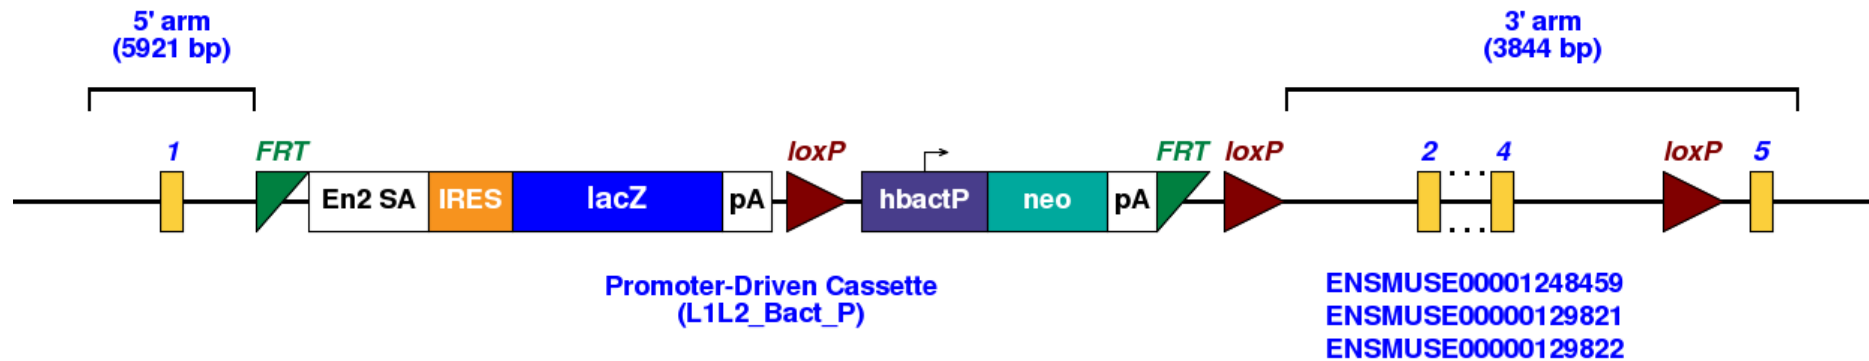 5' arm
(5921 bp)
3' arm
(3844 bp)
1 FRT loxP FRT loxP 2 ... 4 loxP 5
En2 SA IRES lacZ pA hbactP neo pA
...
Promoter-Driven Cassette
(L1L2_Bact_P)
ENSMUSE00001248459
ENSMUSE00000129821
ENSMUSE00000129822